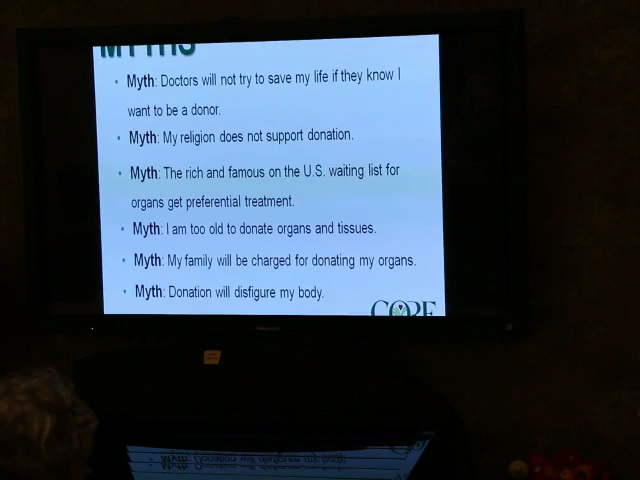 MYTHS
• Myth: Doctors will not try to save my life if they know I
want to be a donor.
• Myth: My religion does not support donation.
• Myth: The rich and famous on the U.S. waiting list for
organs get preferential treatment.
• Myth: I am too old to donate organs and tissues.
• Myth: My family will be charged for donating my organs.
• Myth: Donation will disfigure my body.
CORE
Panasonic